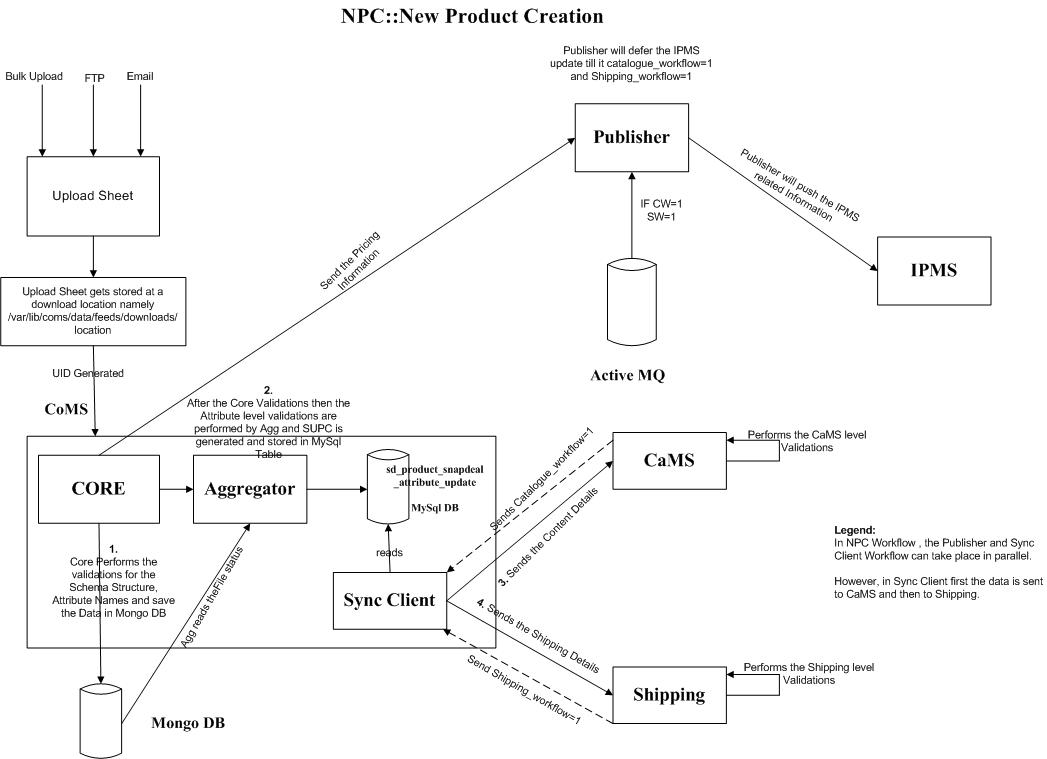 NPC::New Product Creation
Publisher will defer the IPMS
update till it catalogue_workflow=1
and Shipping_workflow=1
Bulk Upload
FTP
Email
Upload Sheet
Publisher
Publisher will push the IPMS
related Information
IF CW=1
SW=1
IPMS
Send the Pricing
Information
Upload Sheet gets stored at a
download location namely
/var/lib/coms/data/feeds/downloads/
location
UID Generated
Active MQ
CoMS
2.
After the Core Validations then the
Attribute level validations are
performed by Agg and SUPC is
generated and stored in MySql
Table
CORE
Aggregator
sd_product_snapdeal
_attribute_update
MySql DB
reads
Sync Client
1.
Core Performs the
validations for the
Schema Structure,
Attribute Names and save
the Data in Mongo DB
Agg reads theFile status
Mongo DB
Sends Catalogue_workflow=1
3. Sends the Content Details
CaMS
Performs the CaMS level
Validations
4. Sends the Shipping Details
Send Shipping_workflow=1
Shipping
Performs the Shipping level
Validations
Legend:
In NPC Workflow , the Publisher and Sync
Client Workflow can take place in parallel.
However, in Sync Client first the data is sent
to CaMS and then to Shipping.